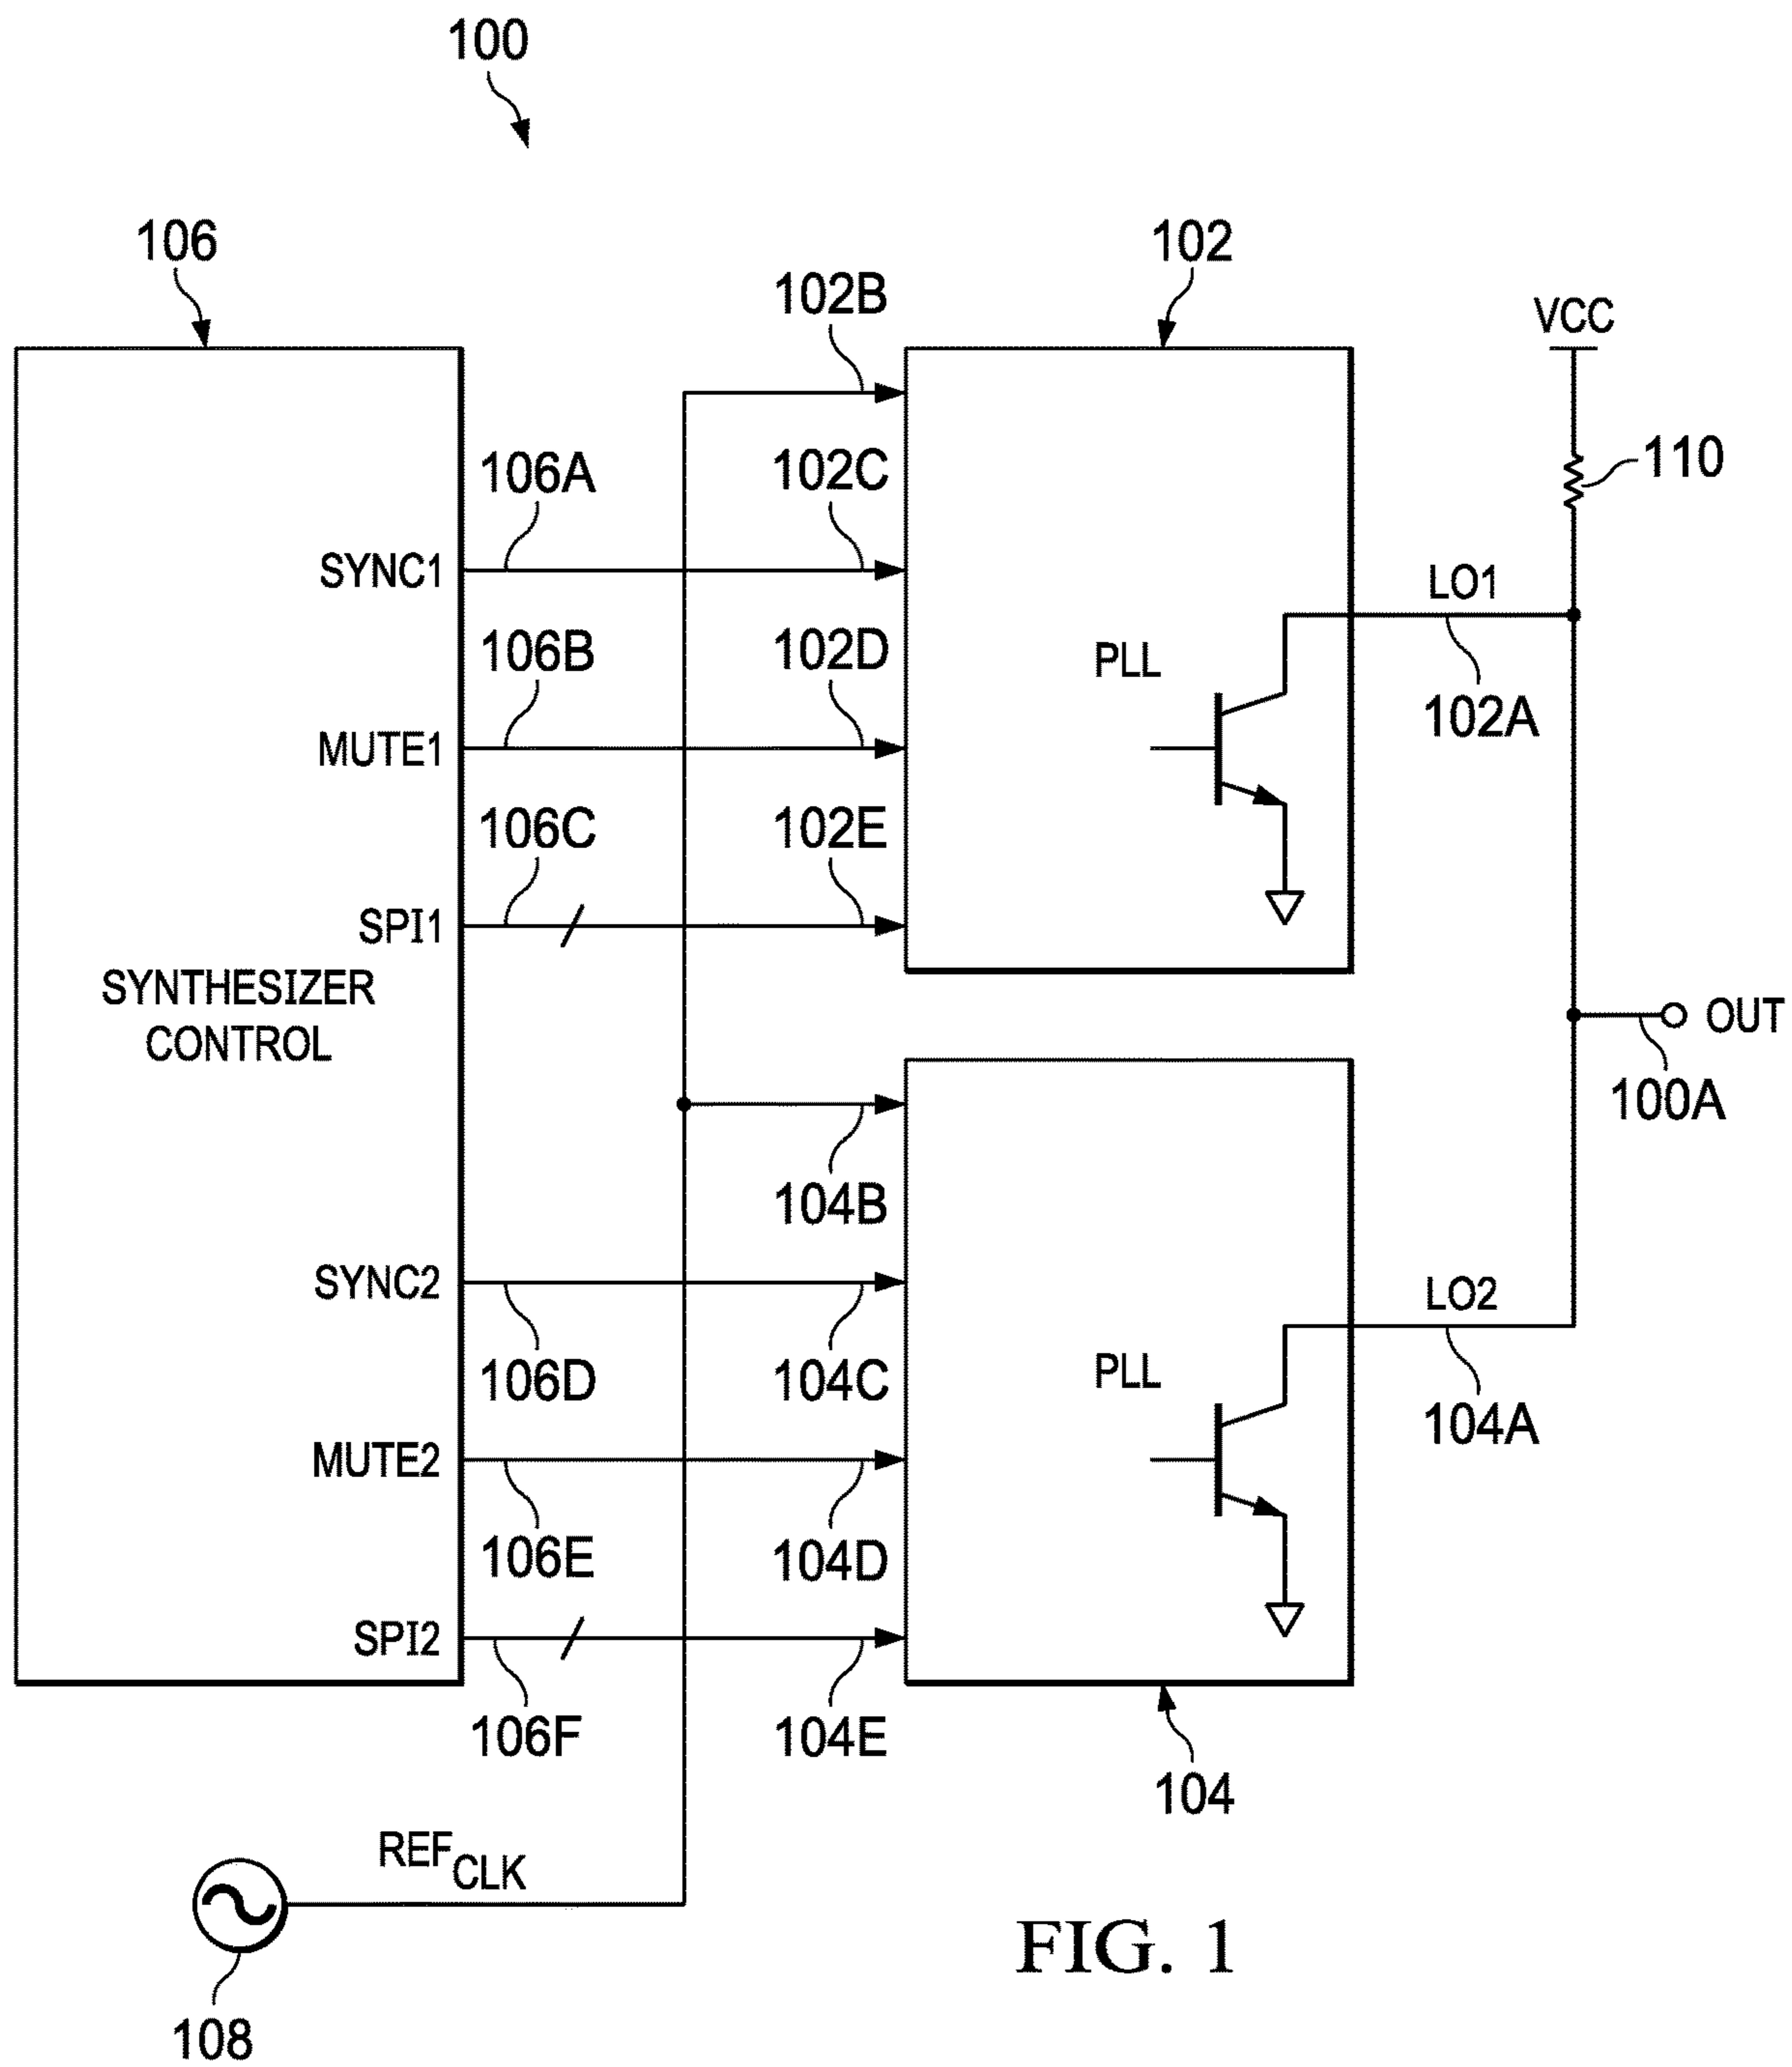 100
106
102
102B
VCC
106A
102C
110
SYNC1
LO1
106B
102D
PLL
102A
MUTE1
106C
102E
SPI1
SYNTHESIZER
CONTROL
OUT
100A
104B
SYNC2
LO2
106D
104C
PLL
104A
MUTE2
106E
104D
SPI2
106F
104E
104
REFCLK
FIG. 1
108